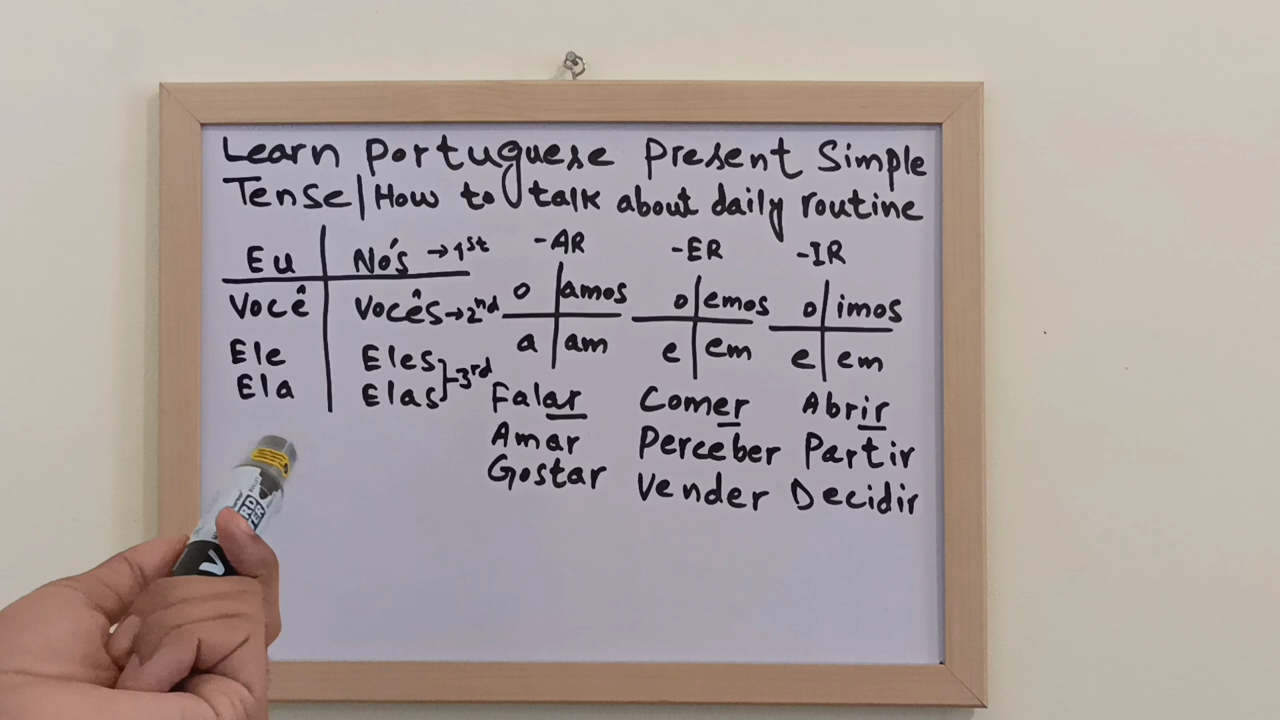 Learn Portuguese Present Simple
Tense | How to talk about daily routine
Eu Nós →1st
Você Vocês→2nd
Ele Eles
Ela Elas }-3rd
-AR
o amos
a am
Falar
Amar
Gostar
-ER
o emos
e em
Comer
Perceber
Vender
-IR
o imos
e em
Abrir
Partir
Decidir